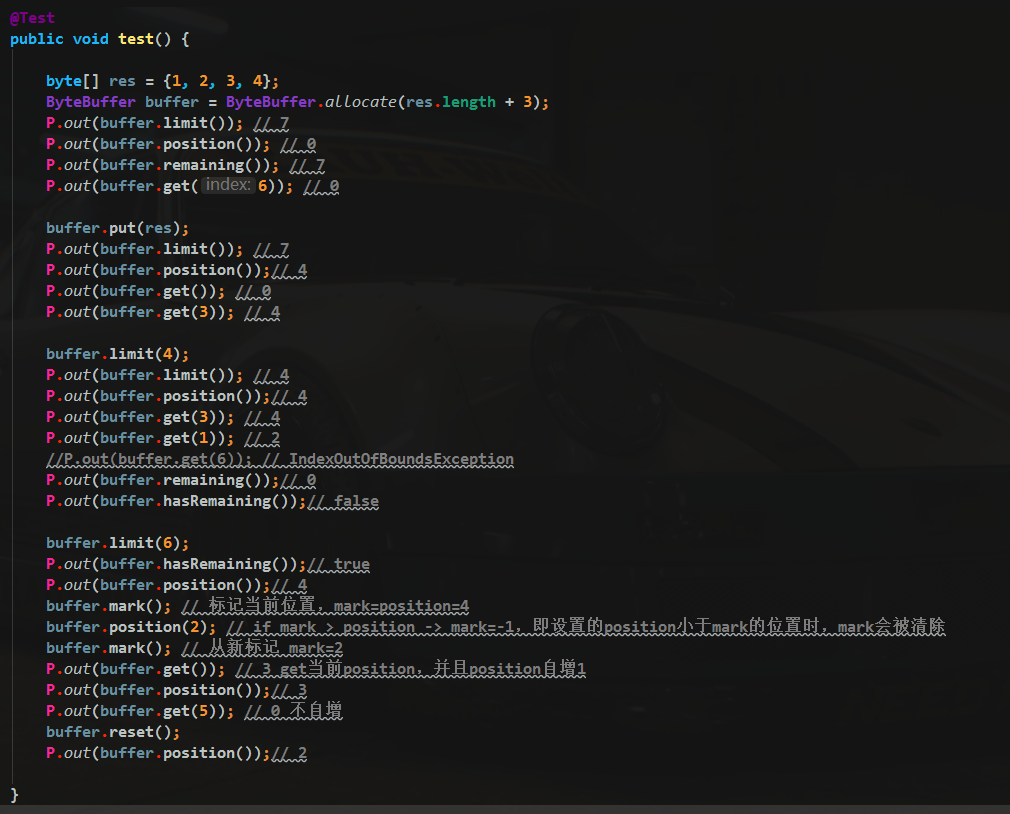 @Test
public void test() {
byte[] res = {1, 2, 3, 4};
ByteBuffer buffer = ByteBuffer.allocate(res.length + 3);
P.out(buffer.limit()); // 7
P.out(buffer.position()); // 0
P.out(buffer.remaining()); // 7
P.out(buffer.get( index: 6)); // 0
buffer.put(res);
P.out(buffer.limit()); // 7
P.out(buffer.position());// 4
P.out(buffer.get()); // 0
P.out(buffer.get(3)); // 4
buffer.limit(4);
P.out(buffer.limit()); // 4
P.out(buffer.position());// 4
P.out(buffer.get(3)); // 4
P.out(buffer.get(1)); // 2
//P.out(buffer.get(6)); // IndexOutOfBoundsException
P.out(buffer.remaining());// 0
P.out(buffer.hasRemaining());// false
buffer.limit(6);
P.out(buffer.hasRemaining());// true
P.out(buffer.position());// 4
buffer.mark(); // 标记当前位置，mark=position=4
buffer.position(2); // if mark > position -> mark=-1，即设置的position小于mark的位置时，mark会被清除
buffer.mark(); // 从新标记 mark=2
P.out(buffer.get()); // 3 get当前position，并且position自增1
P.out(buffer.position());// 3
P.out(buffer.get(5)); // 0 不自增
buffer.reset();
P.out(buffer.position());// 2
}